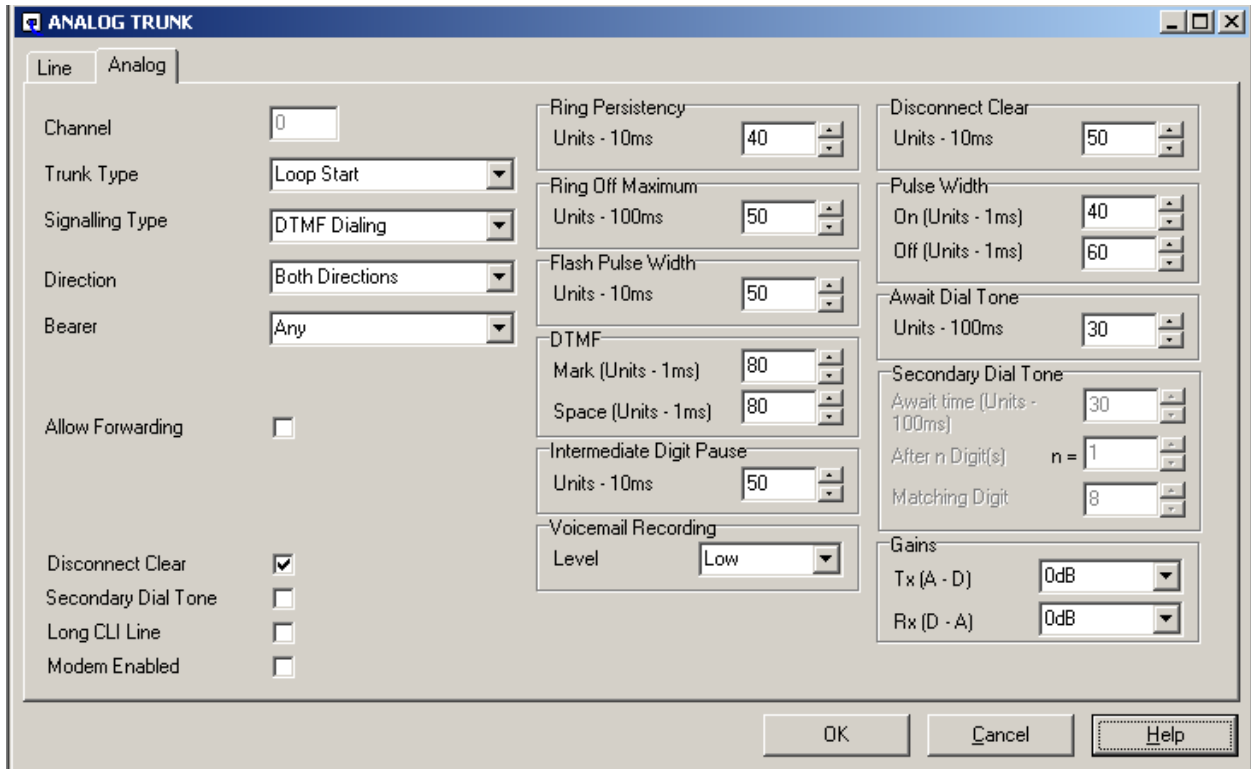 ANALOG TRUNK
Line
Analog
Channel
0
Trunk Type
Loop Start
Signalling Type
DTMF Dialing
Direction
Both Directions
Bearer
Any
Allow Forwarding
Disconnect Clear
Secondary Dial Tone
Long CLI Line
Modem Enabled
Ring Persistency
Units - 10ms
40
Ring Off Maximum
Units - 100ms
50
Flash Pulse Width
Units - 10ms
50
DTMF
Mark (Units - 1ms)
80
Space (Units - 1ms)
80
Intermediate Digit Pause
Units - 10ms
50
Voicemail Recording
Level
Low
Disconnect Clear
Units - 10ms
50
Pulse Width
On (Units - 1ms)
40
Off (Units - 1ms)
60
Await Dial Tone
Units - 100ms
30
Secondary Dial Tone
Await time (Units -
100ms)
30
After n Digit(s)
n =
1
Matching Digit
8
Gains
Tx (A - D)
0dB
Rx (D - A)
0dB
OK
Cancel
Help